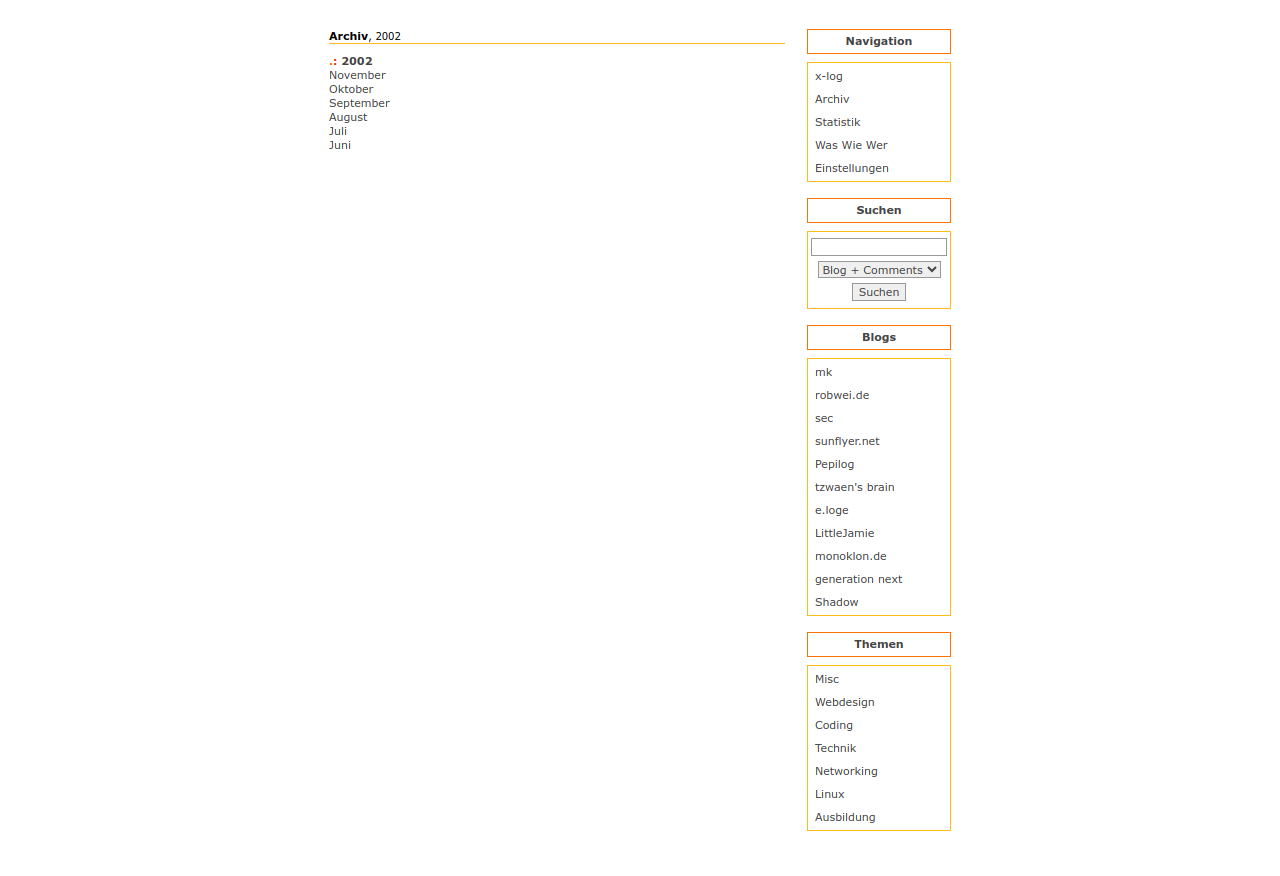 Archiv, 2002
.: 2002
November
Oktober
September
August
Juli
Juni
Navigation
x-log
Archiv
Statistik
Was Wie Wer
Einstellungen
Suchen
Blog + Comments
Suchen
Blogs
mk
robwei.de
sec
sunflyer.net
Pepilog
tzwaen's brain
e.loge
LittleJamie
monoklon.de
generation next
Shadow
Themen
Misc
Webdesign
Coding
Technik
Networking
Linux
Ausbildung